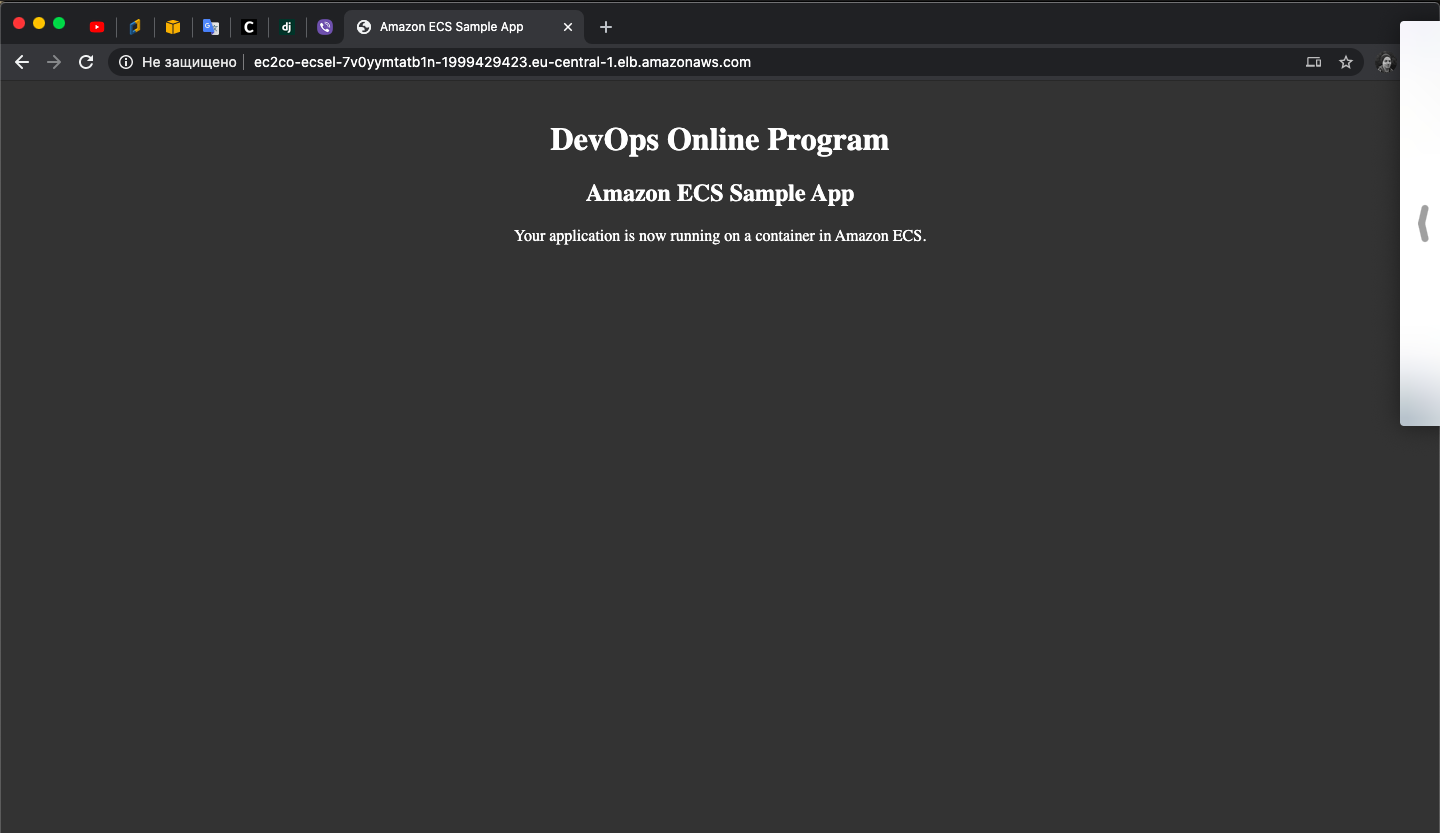 Amazon ECS Sample App
Не защищено
ec2co-ecsel-7v0yymtatb1n-1999429423.eu-central-1.elb.amazonaws.com
DevOps Online Program
Amazon ECS Sample App
Your application is now running on a container in Amazon ECS.